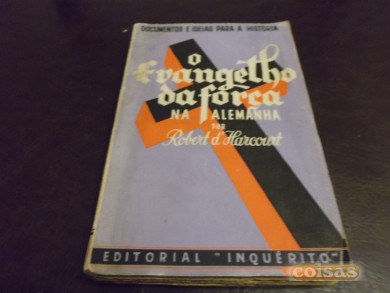 DOCUMENTOS E IDEIAS PARA A HISTÓRIA
O
Evangelho
da fôrça
NA ALEMANHA
POR
Robert d'Harcourt
EDITORIAL "INQUÉRITO"
coisas